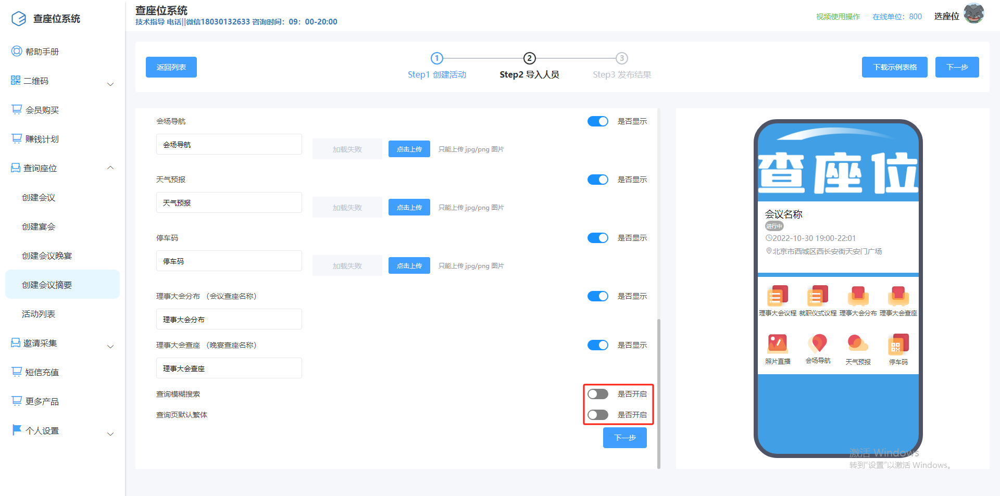 查座位系统
帮助手册
二维码
会员购买
赚钱计划
查询座位
创建会议
创建宴会
创建会议晚宴
创建会议摘要
活动列表
邀请采集
短信充值
更多产品
个人设置
查座位系统
技术指导 电话||微信18030132633 咨询时间：09：00-20:00
视频使用操作
在线单位：800
选座位
返回列表
1
2
3
Step1 创建活动
Step2 导入人员
Step3 发布结果
下载示例表格
下一步
会场导航
是否显示
会场导航
加载失败
点击上传
只能上传 jpg/png 图片
天气预报
是否显示
天气预报
加载失败
点击上传
只能上传 jpg/png 图片
停车码
是否显示
停车码
加载失败
点击上传
只能上传 jpg/png 图片
理事大会分布 （会议查座名称）
是否显示
理事大会分布
理事大会查座 （晚宴查座名称）
是否显示
理事大会查座
查询模糊搜索
是否开启
查询页默认繁体
是否开启
下一步
查座位
会议名称
进行中
2022-10-30 19:00-22:01
北京市西城区西长安街天安门广场
理事大会议程
就职仪式议程
理事大会分布
理事大会查座
照片直播
会场导航
天气预报
停车码
激活 Windows
转到"设置"以激活 Windows。